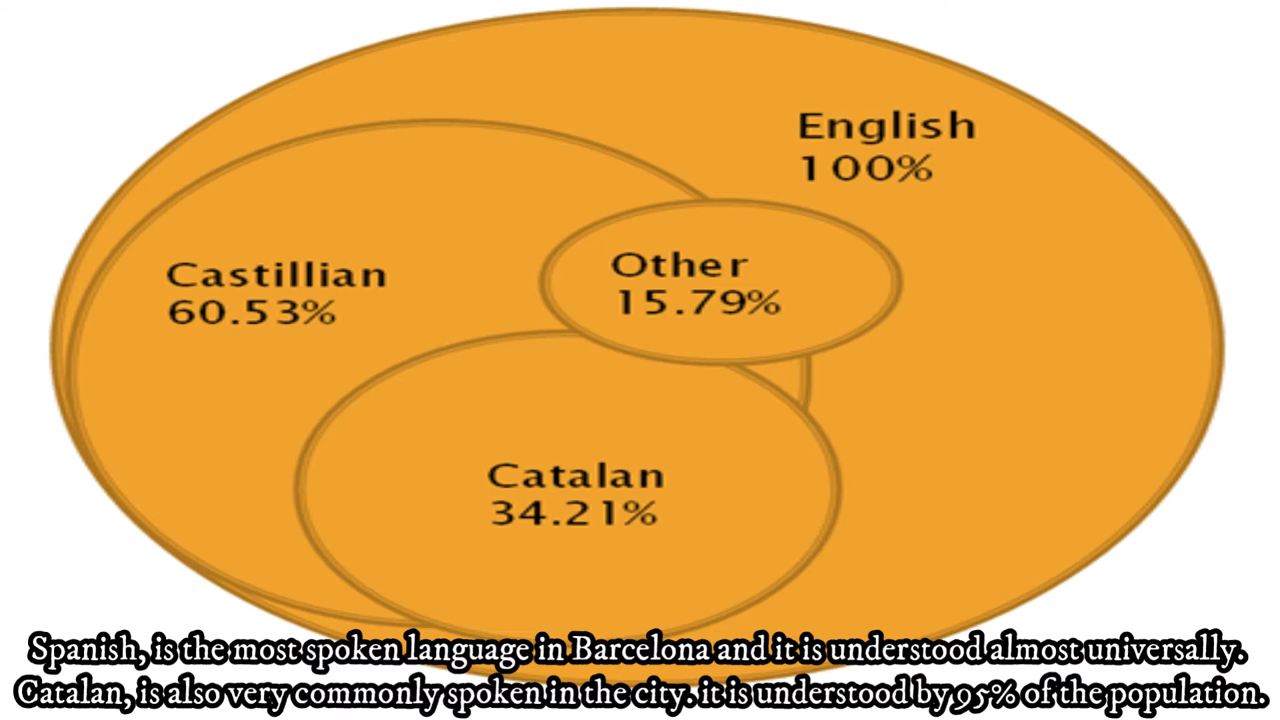 English
100%
Castillian
60.53%
Other
15.79%
Catalan
34.21%
Spanish, is the most spoken language in Barcelona and it is understood almost universally.
Catalan, is also very commonly spoken in the city. it is understood by 95% of the population.